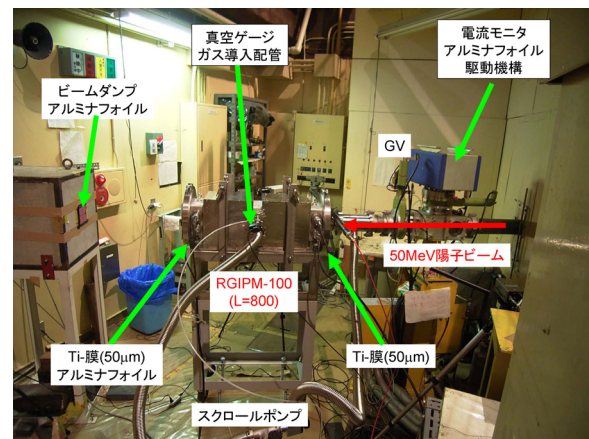 真空ゲージ
ガス導入配管
電流モニタ
アルミナフォイル
駆動機構
ビームダンプ
アルミナフォイル
GV
50MeV陽子ビーム
RGIPM-100
(L=800)
Ti-膜(50μm)
アルミナフォイル
Ti-膜(50μm)
スクロールポンプ